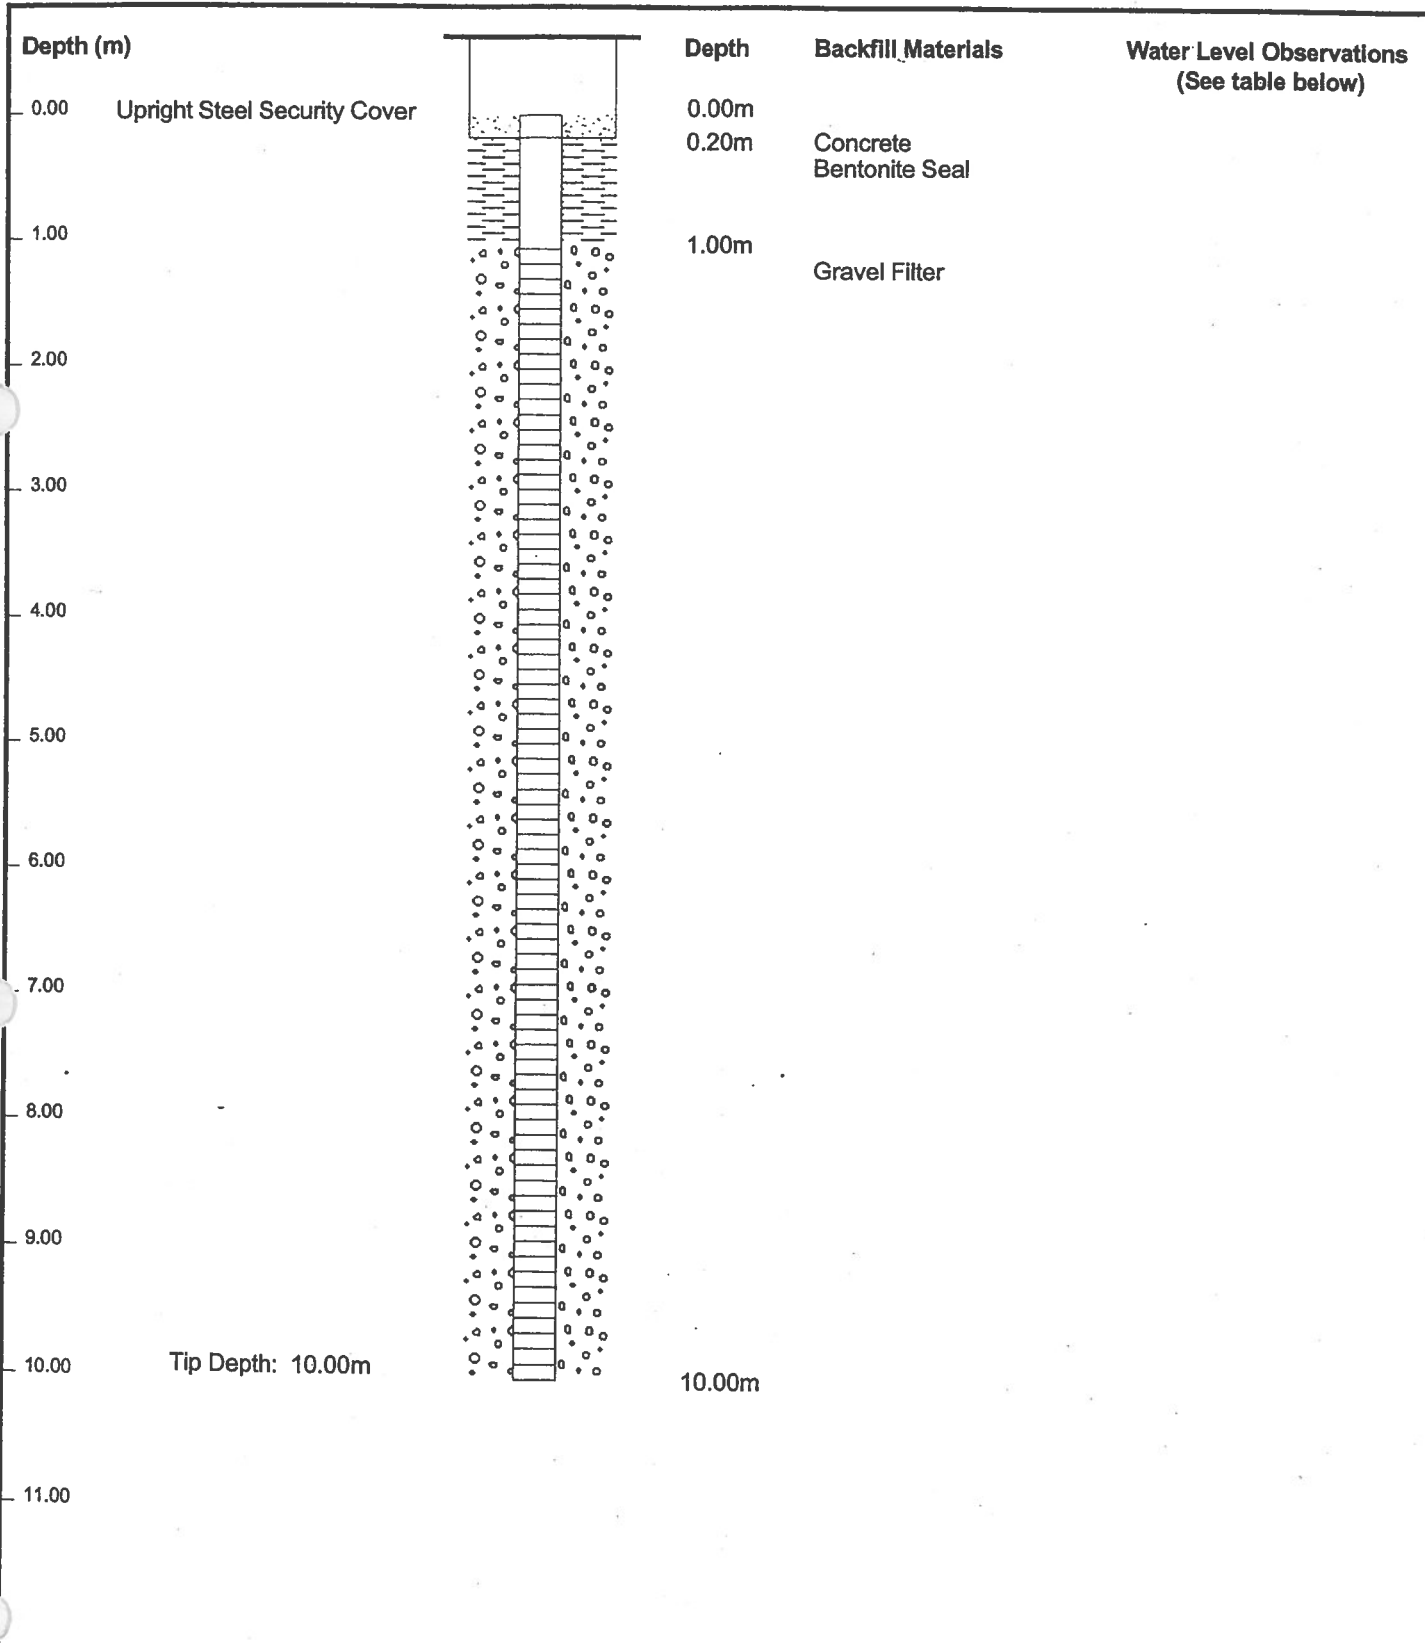 Depth (m)
Depth
Backfill Materials
Water Level Observations
(See table below)
0.00
Upright Steel Security Cover
0.00m
0.20m
Concrete
Bentonite Seal
1.00
1.00m
Gravel Filter
2.00
3.00
4.00
5.00
6.00
7.00
8.00
9.00
10.00
Tip Depth: 10.00m
10.00m
11.00